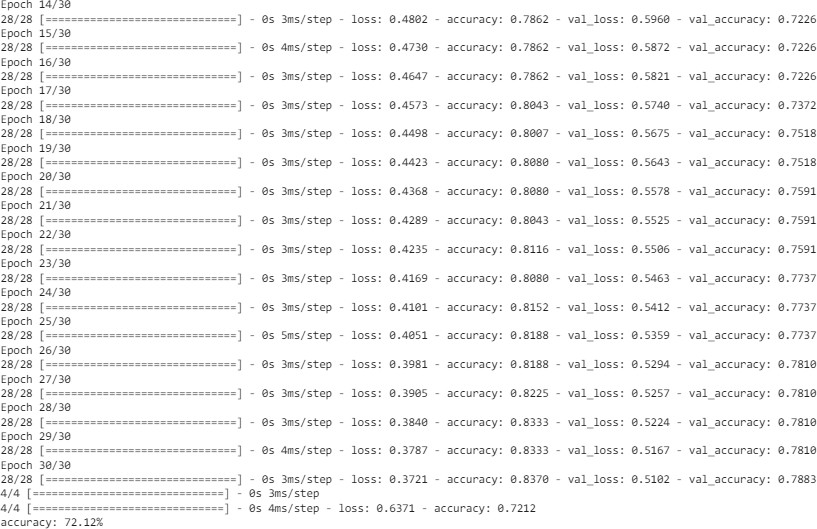 Epoch 14/30
28/28 [==============================] - 0s 3ms/step - loss: 0.4802 - accuracy: 0.7862 - val_loss: 0.5960 - val_accuracy: 0.7226
Epoch 15/30
28/28 [==============================] - 0s 4ms/step - loss: 0.4730 - accuracy: 0.7862 - val_loss: 0.5872 - val_accuracy: 0.7226
Epoch 16/30
28/28 [==============================] - 0s 3ms/step - loss: 0.4647 - accuracy: 0.7862 - val_loss: 0.5821 - val_accuracy: 0.7226
Epoch 17/30
28/28 [==============================] - 0s 3ms/step - loss: 0.4573 - accuracy: 0.8043 - val_loss: 0.5740 - val_accuracy: 0.7372
Epoch 18/30
28/28 [==============================] - 0s 3ms/step - loss: 0.4498 - accuracy: 0.8007 - val_loss: 0.5675 - val_accuracy: 0.7518
Epoch 19/30
28/28 [==============================] - 0s 3ms/step - loss: 0.4423 - accuracy: 0.8080 - val_loss: 0.5643 - val_accuracy: 0.7518
Epoch 20/30
28/28 [==============================] - 0s 3ms/step - loss: 0.4368 - accuracy: 0.8080 - val_loss: 0.5578 - val_accuracy: 0.7591
Epoch 21/30
28/28 [==============================] - 0s 3ms/step - loss: 0.4289 - accuracy: 0.8043 - val_loss: 0.5525 - val_accuracy: 0.7591
Epoch 22/30
28/28 [==============================] - 0s 3ms/step - loss: 0.4235 - accuracy: 0.8116 - val_loss: 0.5506 - val_accuracy: 0.7591
Epoch 23/30
28/28 [==============================] - 0s 3ms/step - loss: 0.4169 - accuracy: 0.8080 - val_loss: 0.5463 - val_accuracy: 0.7737
Epoch 24/30
28/28 [==============================] - 0s 3ms/step - loss: 0.4101 - accuracy: 0.8152 - val_loss: 0.5412 - val_accuracy: 0.7737
Epoch 25/30
28/28 [==============================] - 0s 5ms/step - loss: 0.4051 - accuracy: 0.8188 - val_loss: 0.5359 - val_accuracy: 0.7737
Epoch 26/30
28/28 [==============================] - 0s 3ms/step - loss: 0.3981 - accuracy: 0.8188 - val_loss: 0.5294 - val_accuracy: 0.7810
Epoch 27/30
28/28 [==============================] - 0s 3ms/step - loss: 0.3905 - accuracy: 0.8225 - val_loss: 0.5257 - val_accuracy: 0.7810
Epoch 28/30
28/28 [==============================] - 0s 3ms/step - loss: 0.3840 - accuracy: 0.8333 - val_loss: 0.5224 - val_accuracy: 0.7810
Epoch 29/30
28/28 [==============================] - 0s 4ms/step - loss: 0.3787 - accuracy: 0.8333 - val_loss: 0.5167 - val_accuracy: 0.7810
Epoch 30/30
28/28 [==============================] - 0s 3ms/step - loss: 0.3721 - accuracy: 0.8370 - val_loss: 0.5102 - val_accuracy: 0.7883
4/4 [==============================] - 0s 3ms/step
4/4 [==============================] - 0s 4ms/step - loss: 0.6371 - accuracy: 0.7212
accuracy: 72.12%